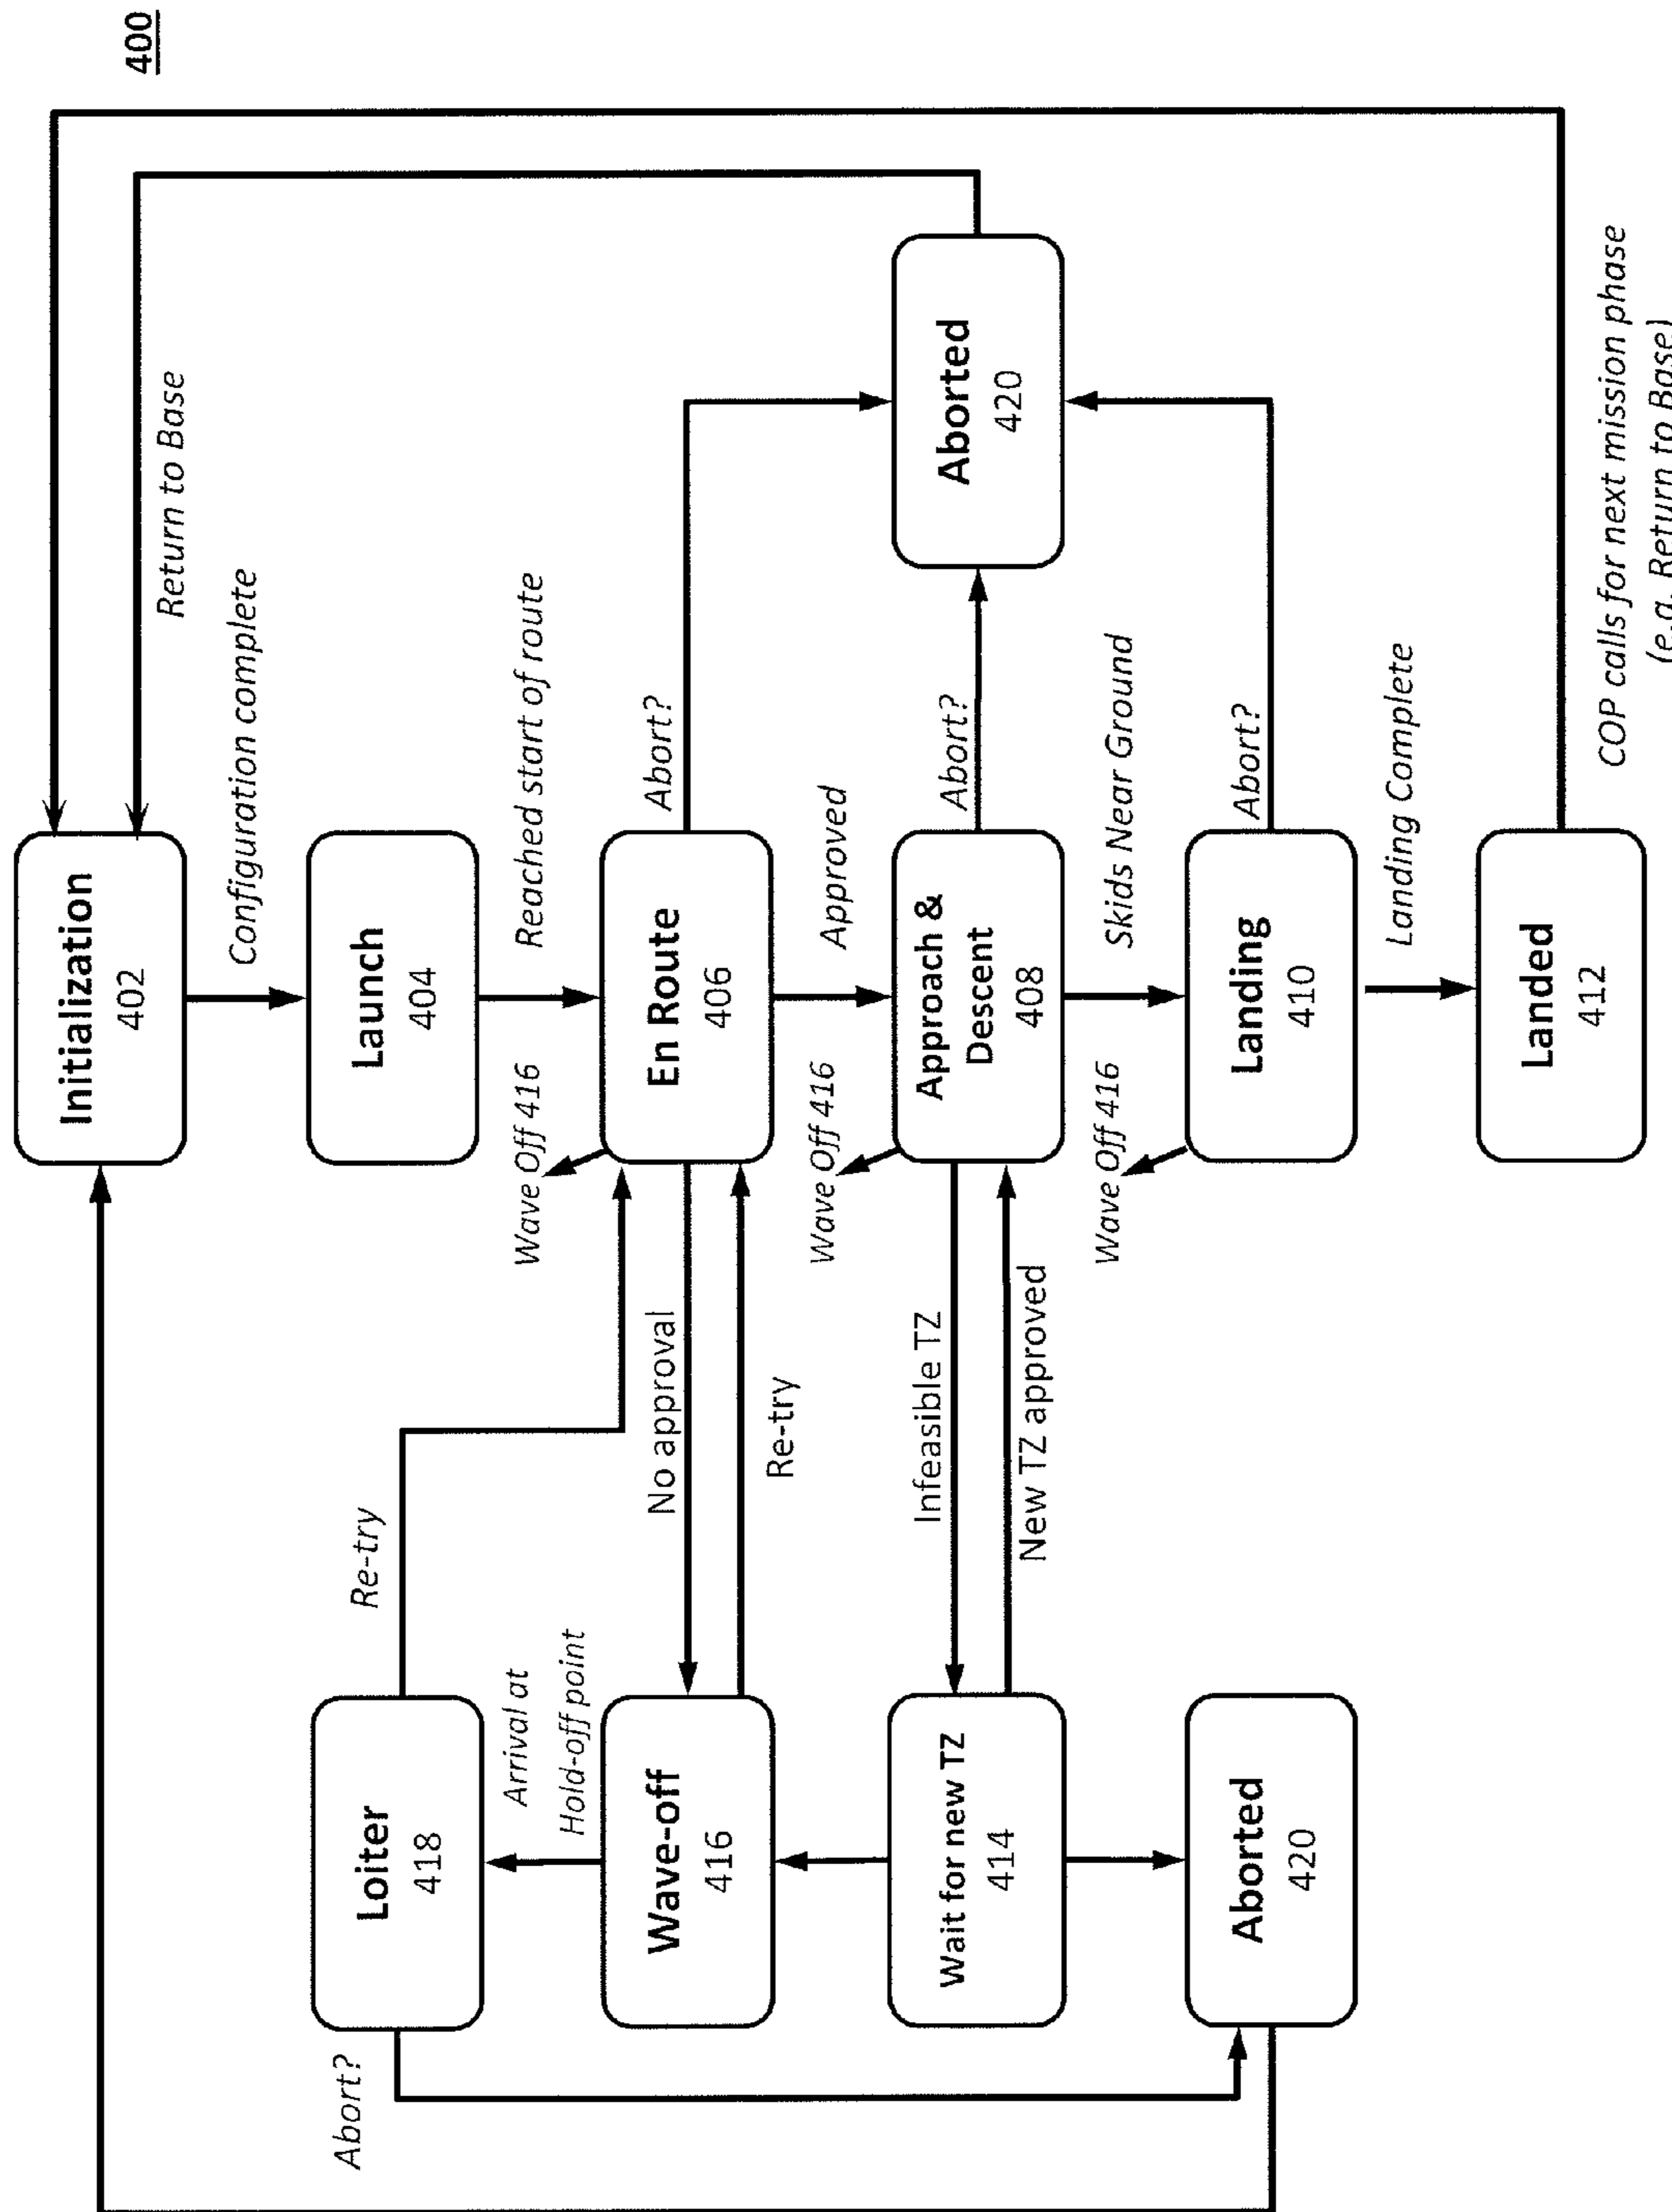 400
Initialization
402
Return to Base
Configuration complete
Launch
404
Reached start of route
Loiter
418
Re-try
Abort?
Arrival at
Hold-off point
Wave Off 416
En Route
406
Abort?
No approval
Re-try
Wave-off
416
Approved
Wave Off 416
Approach &
Descent
408
Abort?
Aborted
420
Infeasible TZ
New TZ approved
Wait for new TZ
414
Skids Near Ground
Wave Off 416
Landing
410
Abort?
Aborted
420
Landing Complete
Landed
412
COP calls for next mission phase
(e.g. Return to Base)